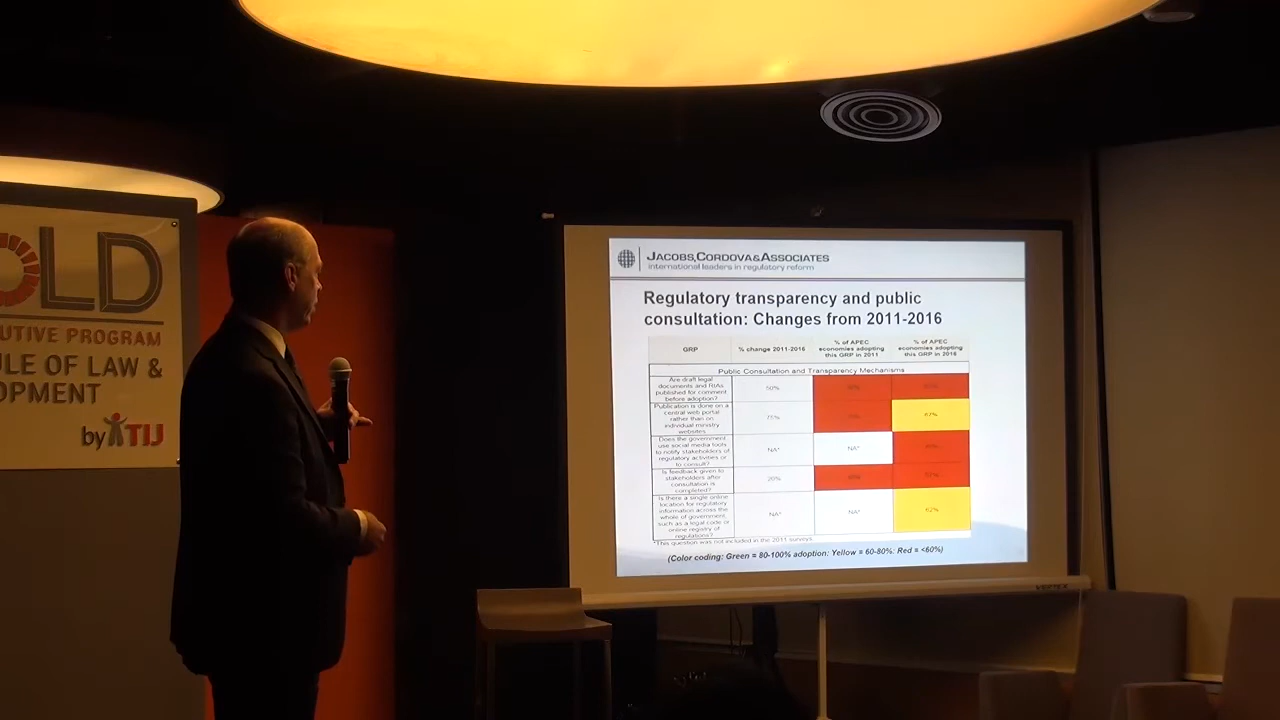 OLD
UTIVE PROGRAM
ULE OF LAW &
OPMENT
by TIJ
JACOBS, CORDOVA & ASSOCIATES
international leaders in regulatory reform
Regulatory transparency and public
consultation: Changes from 2011-2016
GRP
% change 2011-2016
% of APEC
economies adopting
this GRP in 2011
% of APEC
economies adopting
this GRP in 2016
Public Consultation and Transparency Mechanisms
Are draft legal
documents and RIAs
published for comment
before adoption?
50%
Publication is done on a
central web portal
rather than on
individual ministry
websites
75%
67%
Does the government
use social media tools
to notify stakeholders of
regulatory activities or
to consult?
NA*
NA*
Is feedback given to
stakeholders after
consultation is
completed?
20%
57%
Is there a single online
location for regulatory
information across the
whole of government,
such as a legal code or
online registry of
regulations?
NA*
NA*
62%
*This question was not included in the 2011 surveys
(Color coding: Green = 80-100% adoption; Yellow = 60-80%; Red = <60%)
VERTEX